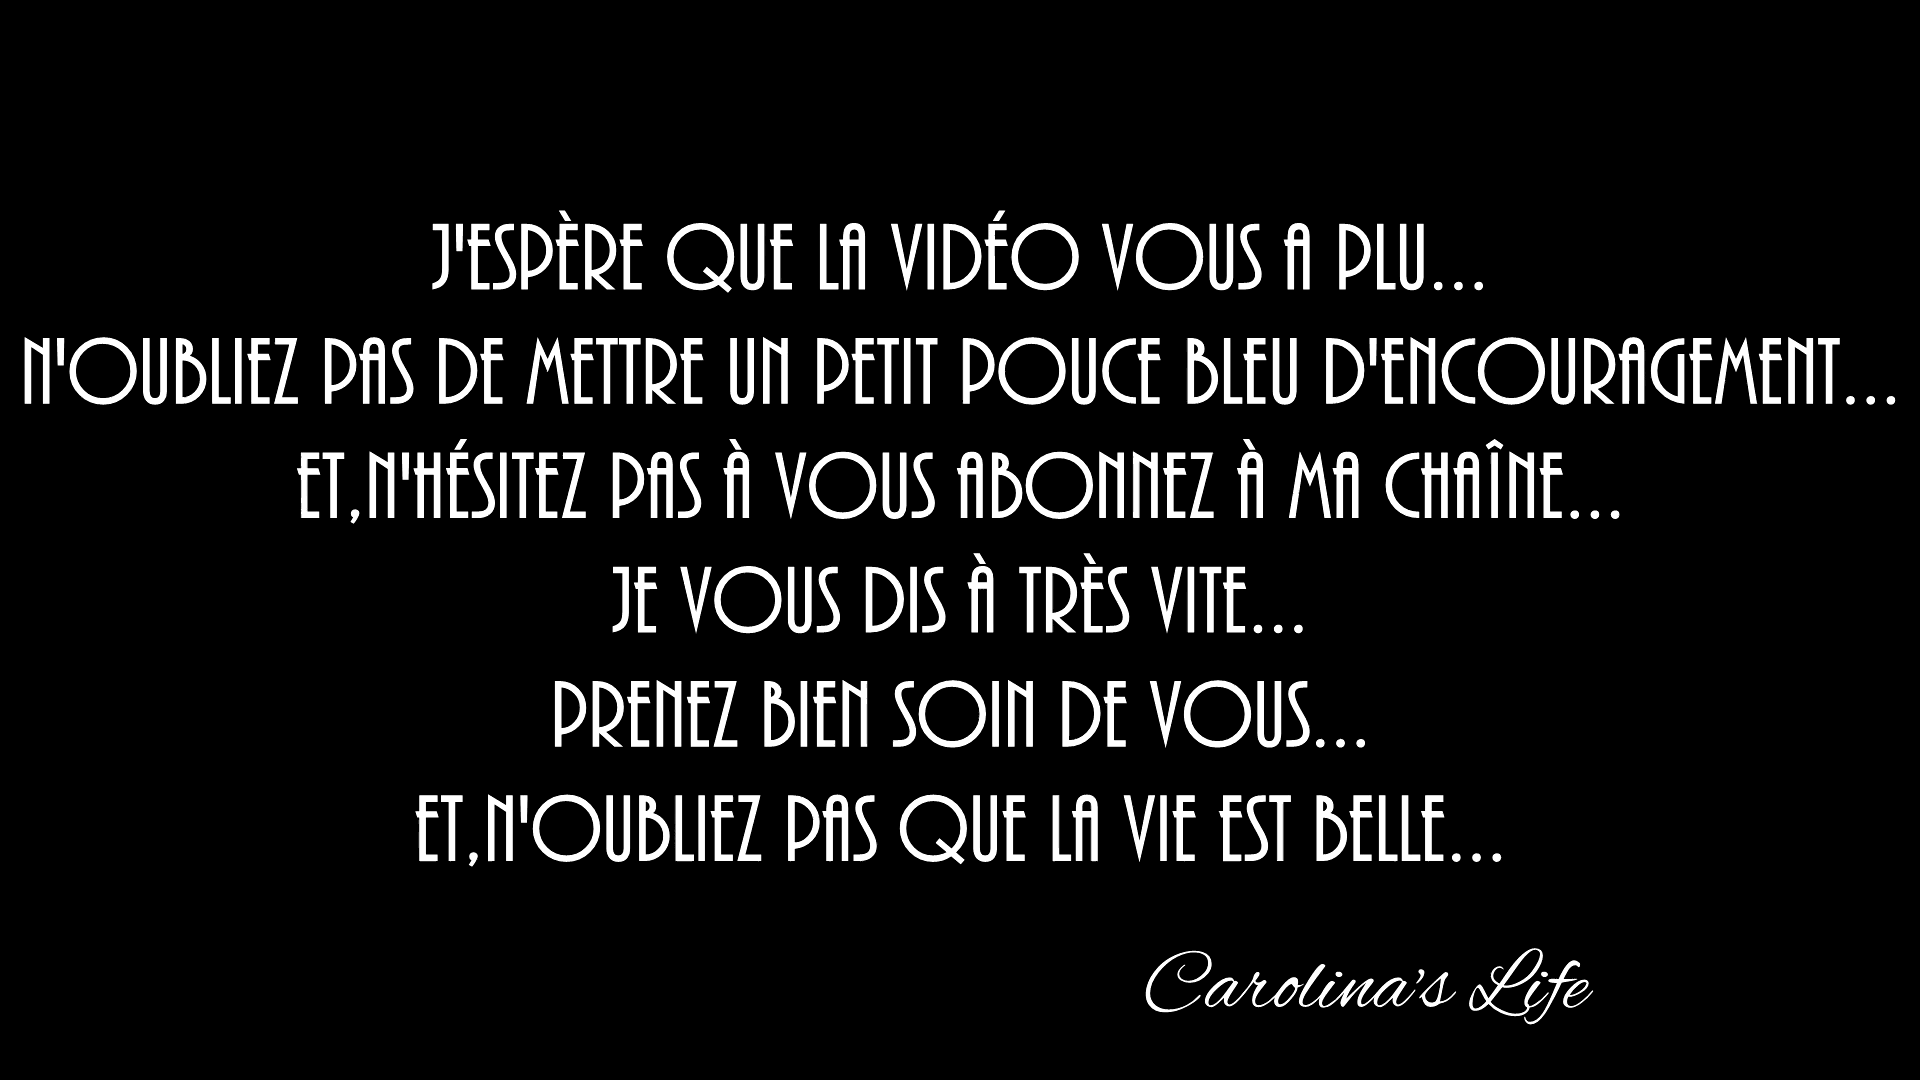 J'ESPÈRE QUE LA VIDÉO VOUS A PLU...
N'OUBLIEZ PAS DE METTRE UN PETIT POUCE BLEU D'ENCOURAGEMENT...
ET,N'HÉSITEZ PAS À VOUS ABONNEZ À MA CHAÎNE...
JE VOUS DIS À TRÈS VITE...
PRENEZ BIEN SOIN DE VOUS...
ET,N'OUBLIEZ PAS QUE LA VIE EST BELLE...
Carolina's Life